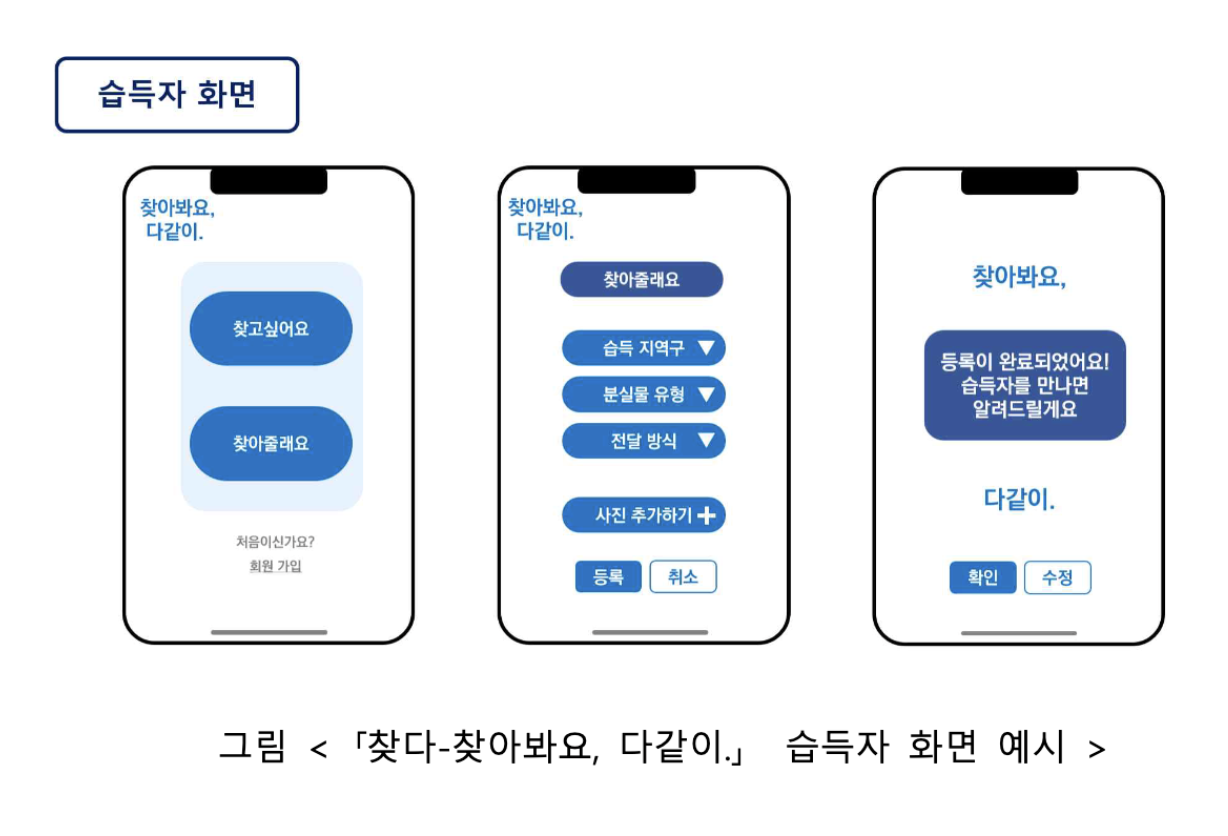 습득자 화면
찾아봐요,
다같이.
찾고싶어요
찾아줄래요
처음이신가요?
회원 가입
찾아봐요,
다같이.
찾아줄래요
습득 지역구
분실물 유형
전달 방식
사진 추가하기
등록 취소
찾아봐요,
등록이 완료되었어요!
습득자를 만나면
알려드릴게요
다같이.
확인 수정
그림 < 「찾다-찾아봐요, 다같이.」 습득자 화면 예시 >